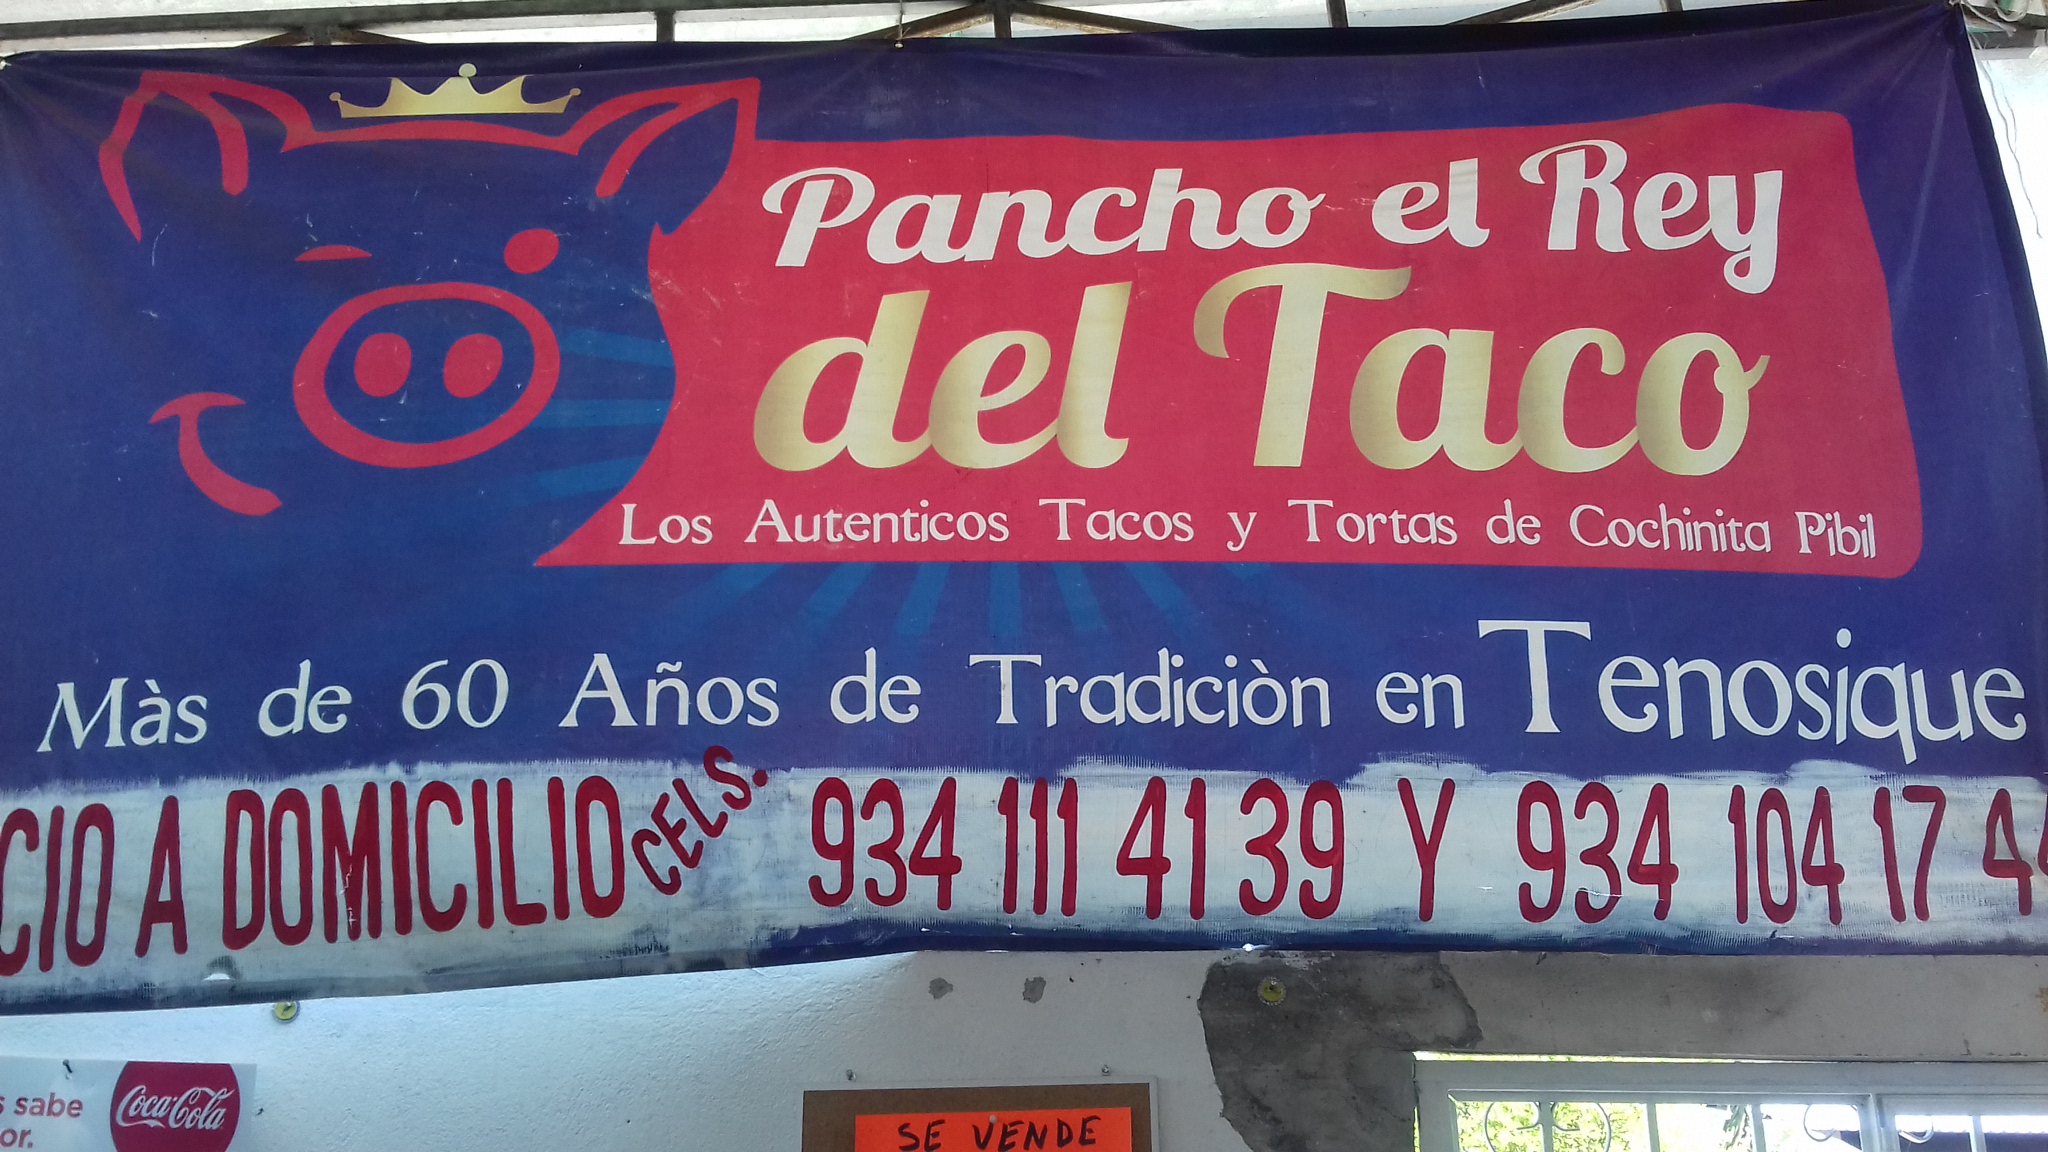 Pancho el Rey
del Taco
Los Autenticos Tacos y Tortas de Cochinita Pibil
Màs de 60 Años de Tradiciòn en Tenosique
CIO A DOMICILIO CELS. 934 111 41 39 Y 934 104 17 4
s sabe
or.
Coca-Cola
SE VENDE